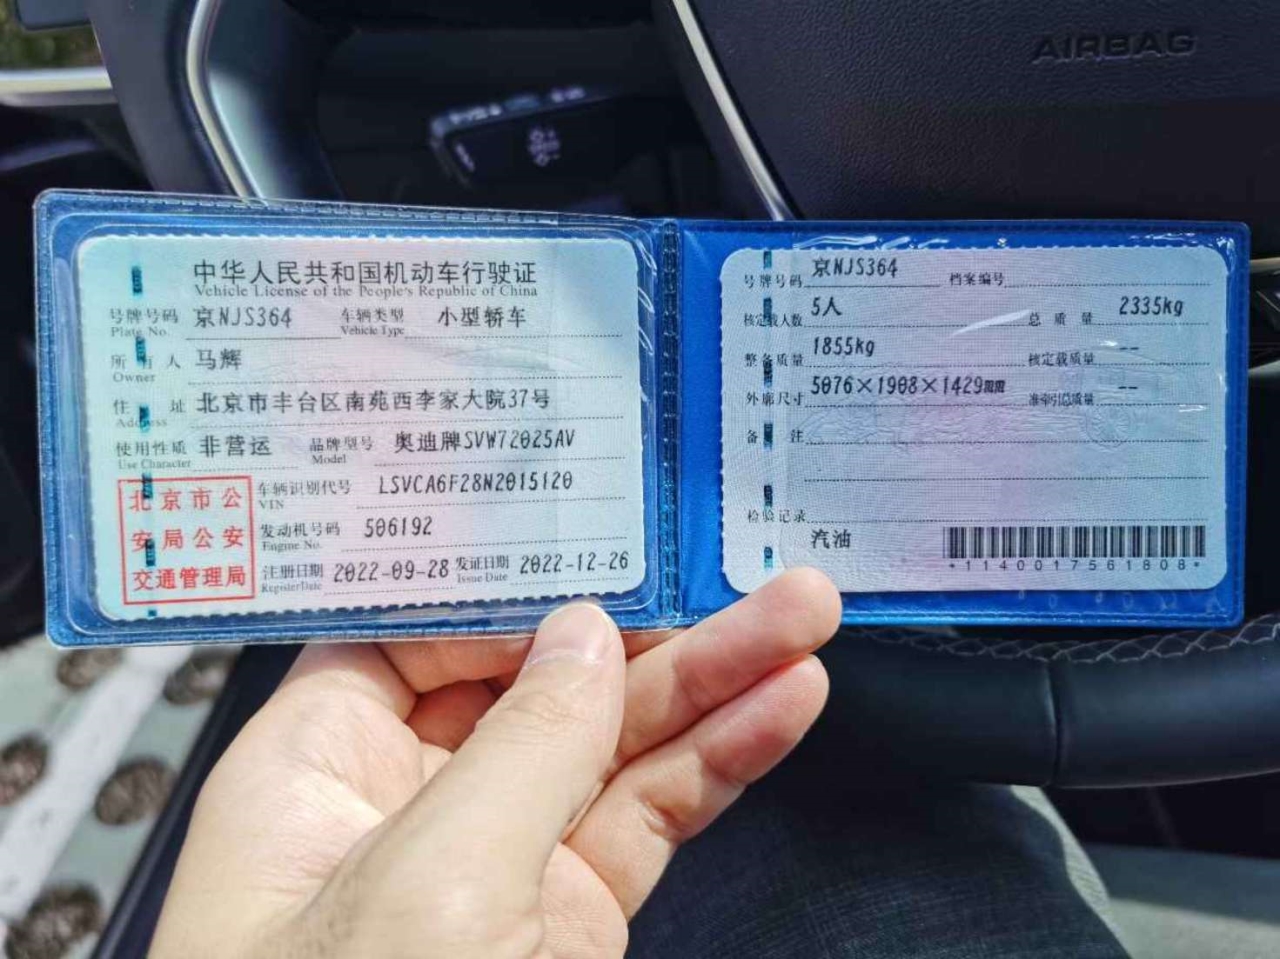 AIRBAG
中华人民共和国机动车行驶证
Vehicle License of the People's Republic of China
号牌号码 京NJS364 车辆类型 小型轿车
Plate No. Vehicle Type
所有人 马辉
Owner
住址 北京市丰台区南苑西李家大院37号
Address
使用性质 非营运 品牌型号 奥迪牌SVW72025AV
Use Character Model
北京市公
安局公安
交通管理局
车辆识别代号 LSVCA6F28N2015120
VIN
发动机号码 506192
Engine No.
注册日期 2022-09-28 发证日期 2022-12-26
Register Date Issue Date
号牌号码 京NJS364 档案编号
核定载人数 5人 总质量 2335kg
整备质量 1855kg 核定载质量 --
外廓尺寸 5076×1908×1429mm 准牵引总质量 --
备注
检验记录
汽油
*1140017561808*